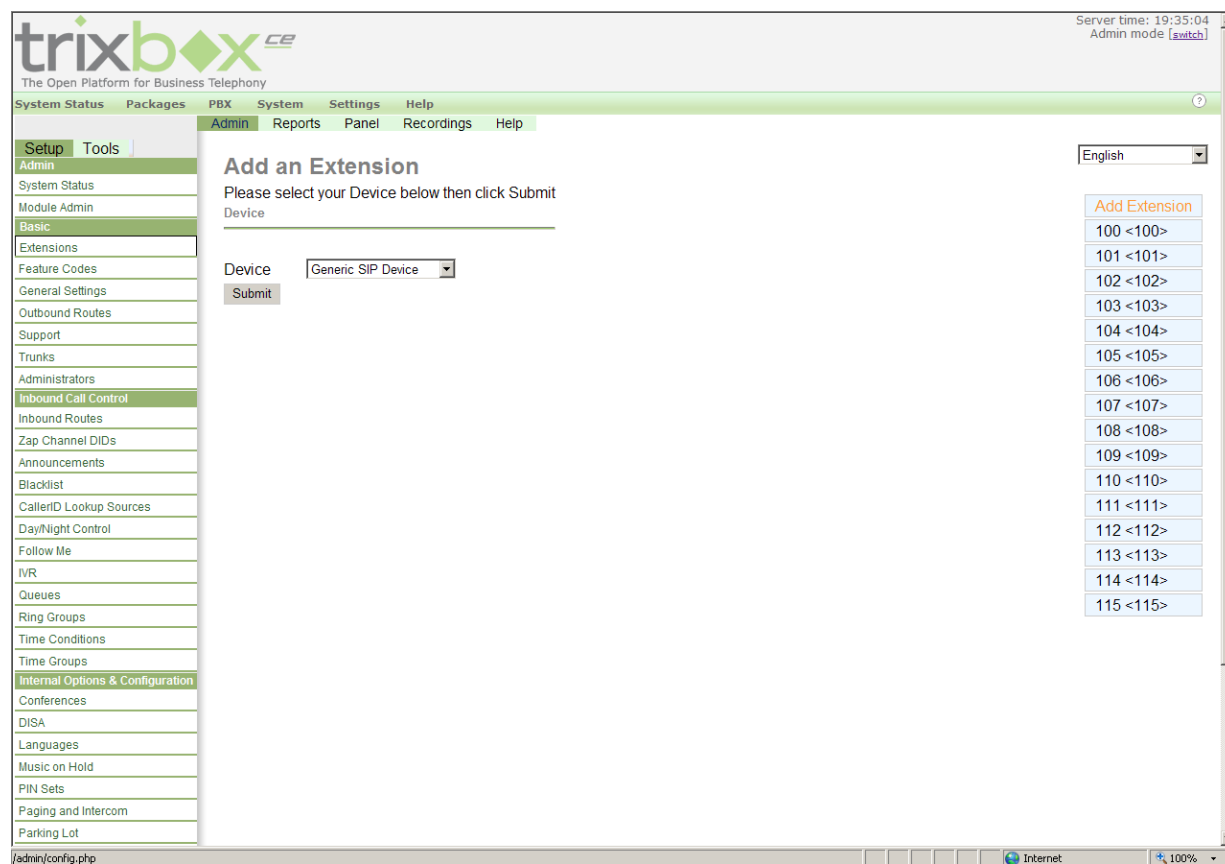 trixbox ce
The Open Platform for Business Telephony
Server time: 19:35:04
Admin mode [switch]
System Status Packages PBX System Settings Help ?
Admin Reports Panel Recordings Help
Setup Tools
Admin
System Status
Module Admin
Basic
Extensions
Feature Codes
General Settings
Outbound Routes
Support
Trunks
Administrators
Inbound Call Control
Inbound Routes
Zap Channel DIDs
Announcements
Blacklist
CallerID Lookup Sources
Day/Night Control
Follow Me
IVR
Queues
Ring Groups
Time Conditions
Time Groups
Internal Options & Configuration
Conferences
DISA
Languages
Music on Hold
PIN Sets
Paging and Intercom
Parking Lot
Add an Extension
Please select your Device below then click Submit
Device
Device Generic SIP Device
Submit
English
Add Extension
100 <100>
101 <101>
102 <102>
103 <103>
104 <104>
105 <105>
106 <106>
107 <107>
108 <108>
109 <109>
110 <110>
111 <111>
112 <112>
113 <113>
114 <114>
115 <115>
/admin/config.php Internet 100%